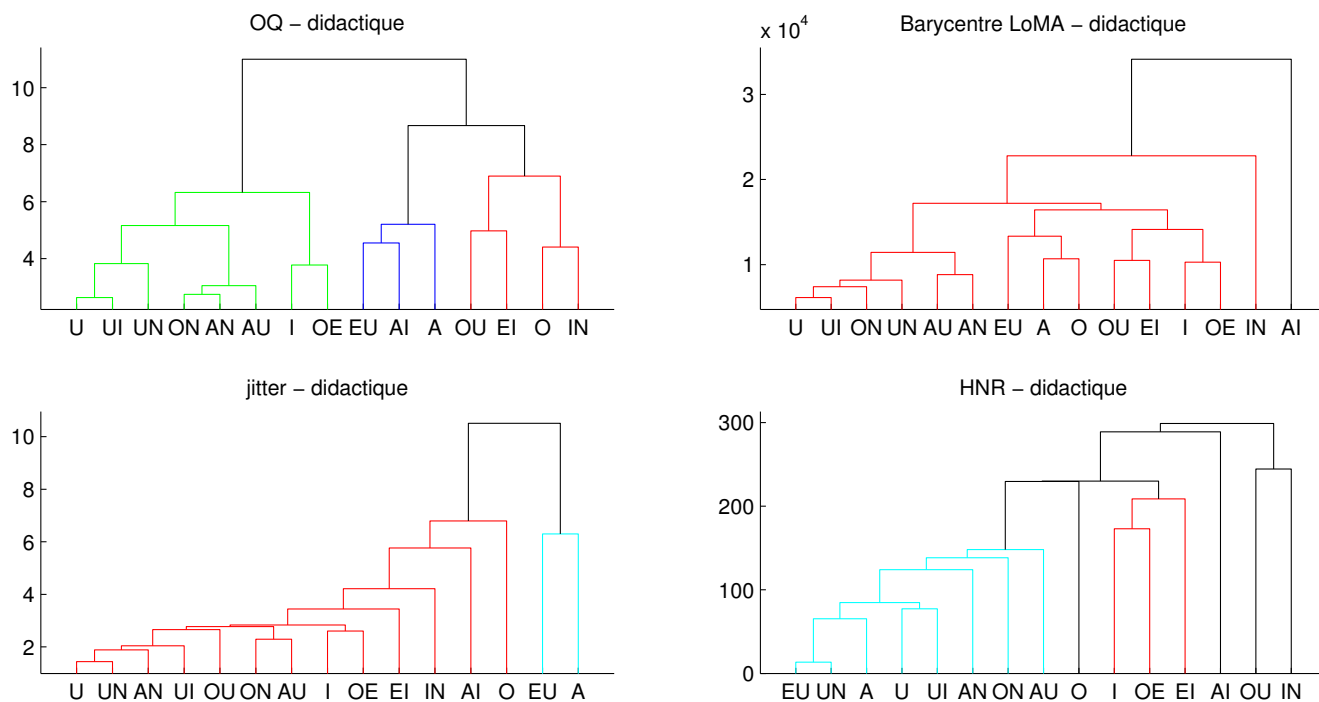 OQ – didactique
10
8
6
4
U UI UN ON AN AU I OE EU AI A OU EI O IN
Barycentre LoMA – didactique
x 10^4
3
2
1
U UI ON UN AU AN EU A O OU EI I OE IN AI
jitter – didactique
10
8
6
4
2
U UN AN UI OU ON AU I OE EI IN AI O EU A
HNR – didactique
300
200
100
0
EU UN A U UI AN ON AU O I OE EI AI OU IN